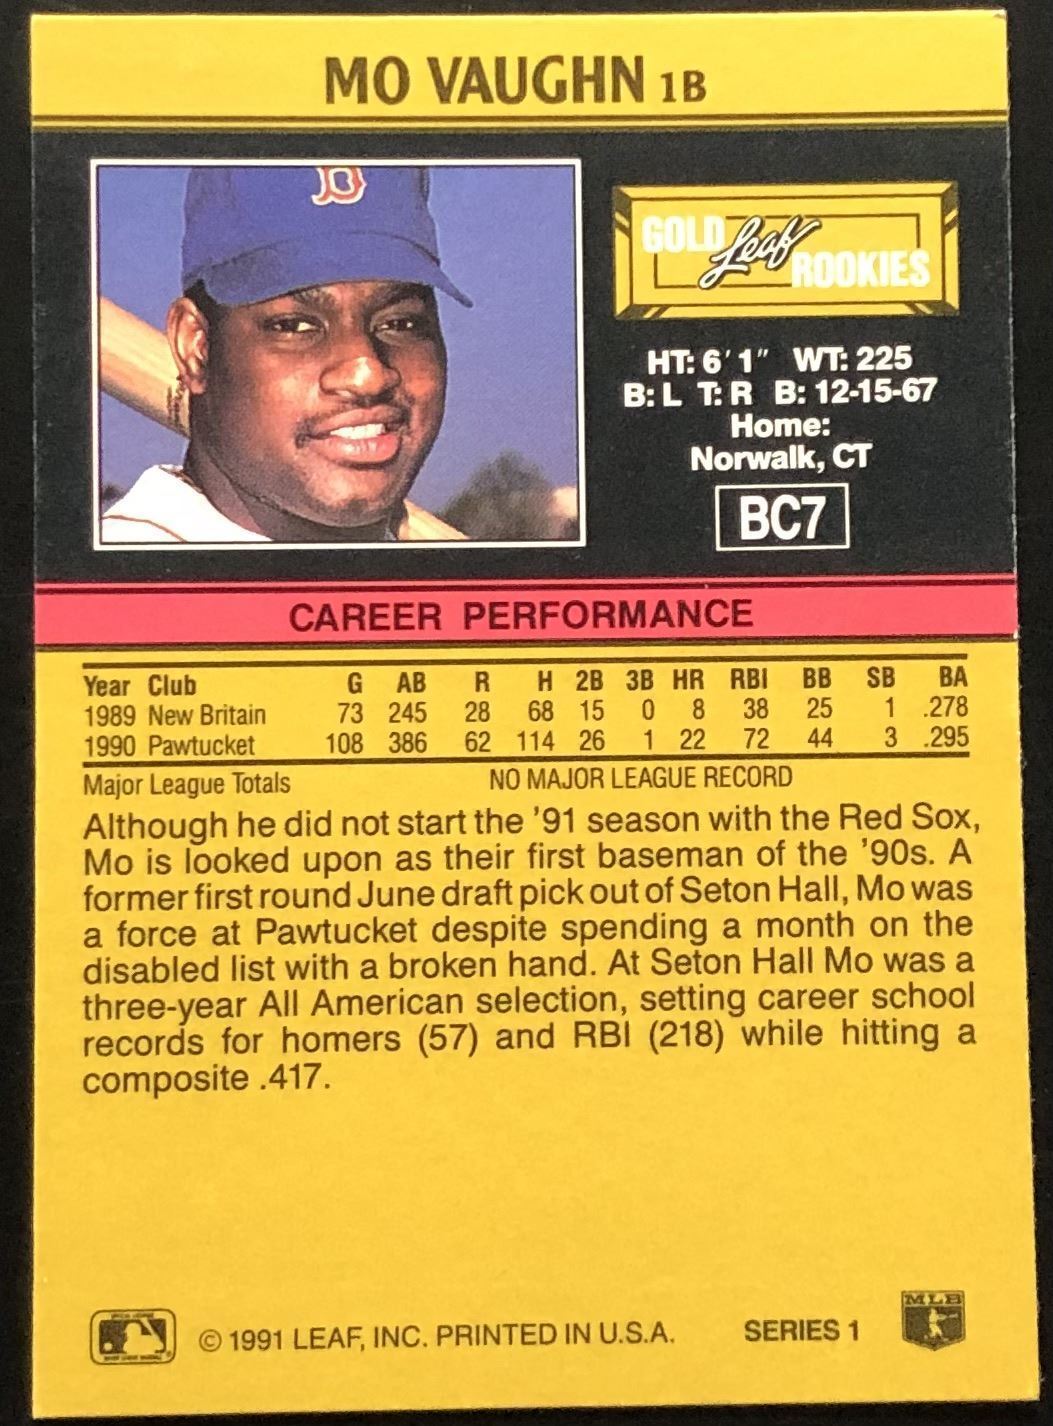 MO VAUGHN 1B
B
GOLD Leaf ROOKIES
HT: 6' 1" WT: 225
B: L T: R B: 12-15-67
Home:
Norwalk, CT
BC7
CAREER PERFORMANCE
Year Club G AB R H 2B 3B HR RBI BB SB BA
1989 New Britain 73 245 28 68 15 0 8 38 25 1 .278
1990 Pawtucket 108 386 62 114 26 1 22 72 44 3 .295
Major League Totals NO MAJOR LEAGUE RECORD
Although he did not start the '91 season with the Red Sox,
Mo is looked upon as their first baseman of the '90s. A
former first round June draft pick out of Seton Hall, Mo was
a force at Pawtucket despite spending a month on the
disabled list with a broken hand. At Seton Hall Mo was a
three-year All American selection, setting career school
records for homers (57) and RBI (218) while hitting a
composite .417.
© 1991 LEAF, INC. PRINTED IN U.S.A. SERIES 1
MLB